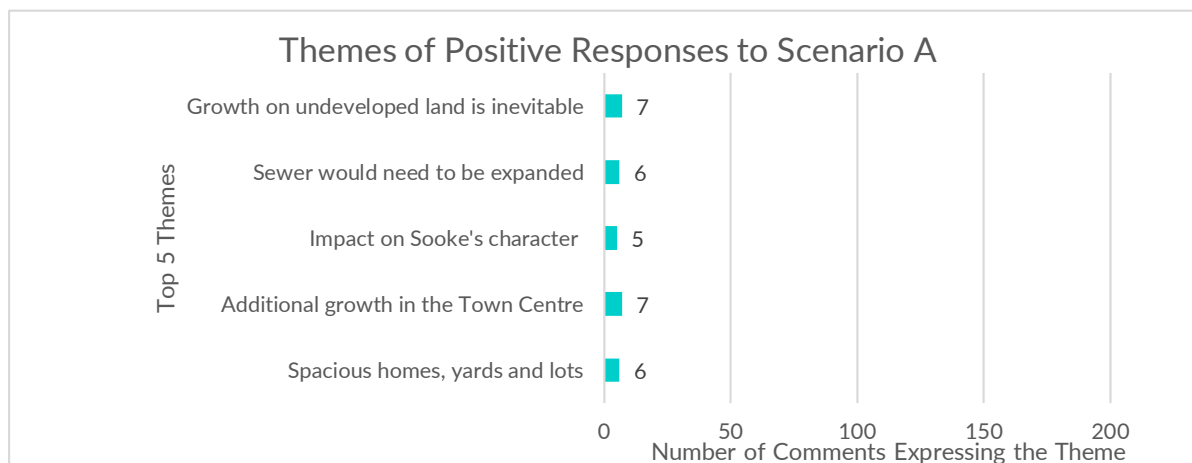 Themes of Positive Responses to Scenario A
Top 5 Themes
Growth on undeveloped land is inevitable 7
Sewer would need to be expanded 6
Impact on Sooke's character 5
Additional growth in the Town Centre 7
Spacious homes, yards and lots 6
0 50 100 150 200
Number of Comments Expressing the Theme